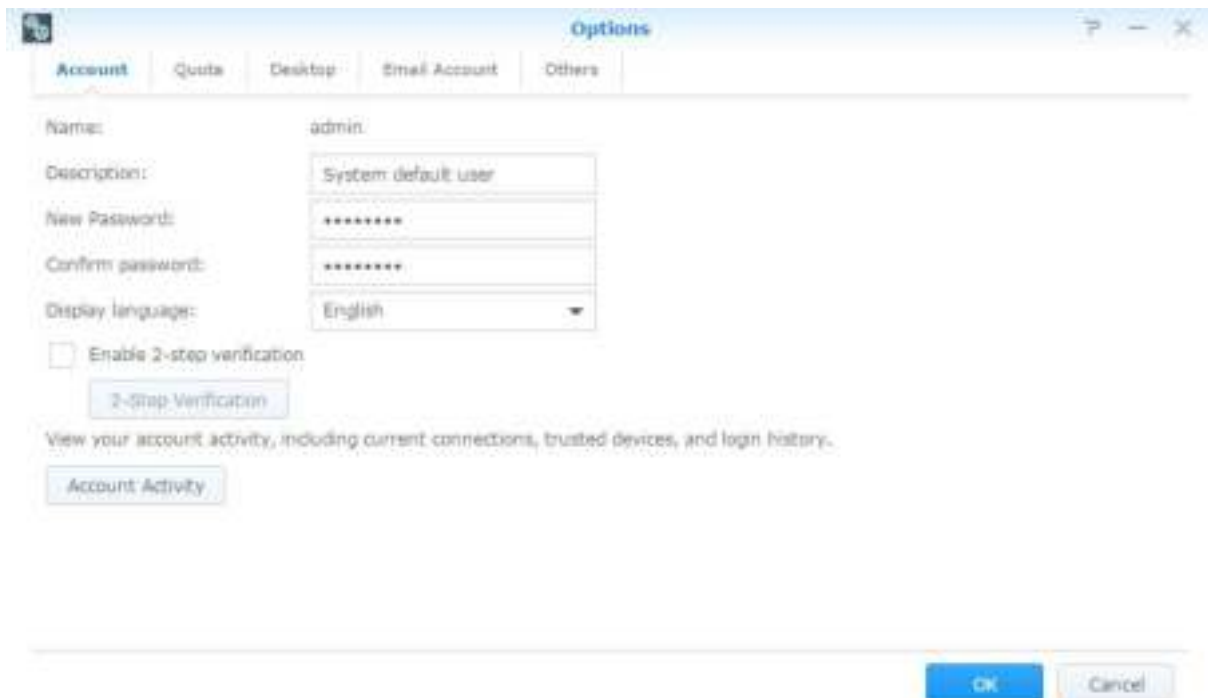 Options
? — ×
Account Quota Desktop Email Account Others
Name: admin
Description: System default user
New Password: ••••••••
Confirm password: ••••••••
Display language: English
Enable 2-step verification
2-Step Verification
View your account activity, including current connections, trusted devices, and login history.
Account Activity
OK Cancel